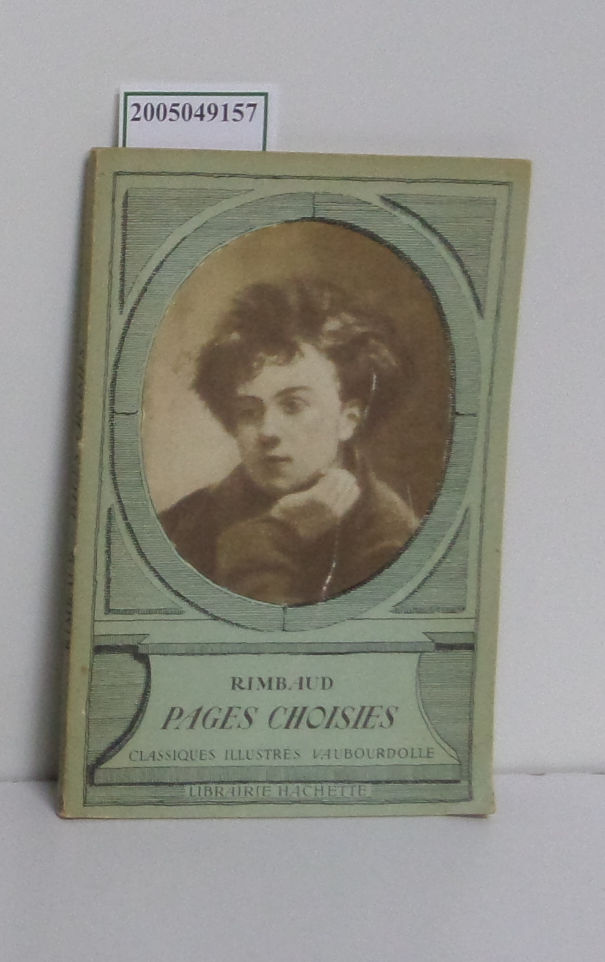 2005049157
RIMBAUD
PAGES CHOISIES
CLASSIQUES ILLUSTRÉS VAUBOURDOLLE
LIBRAIRIE HACHETTE